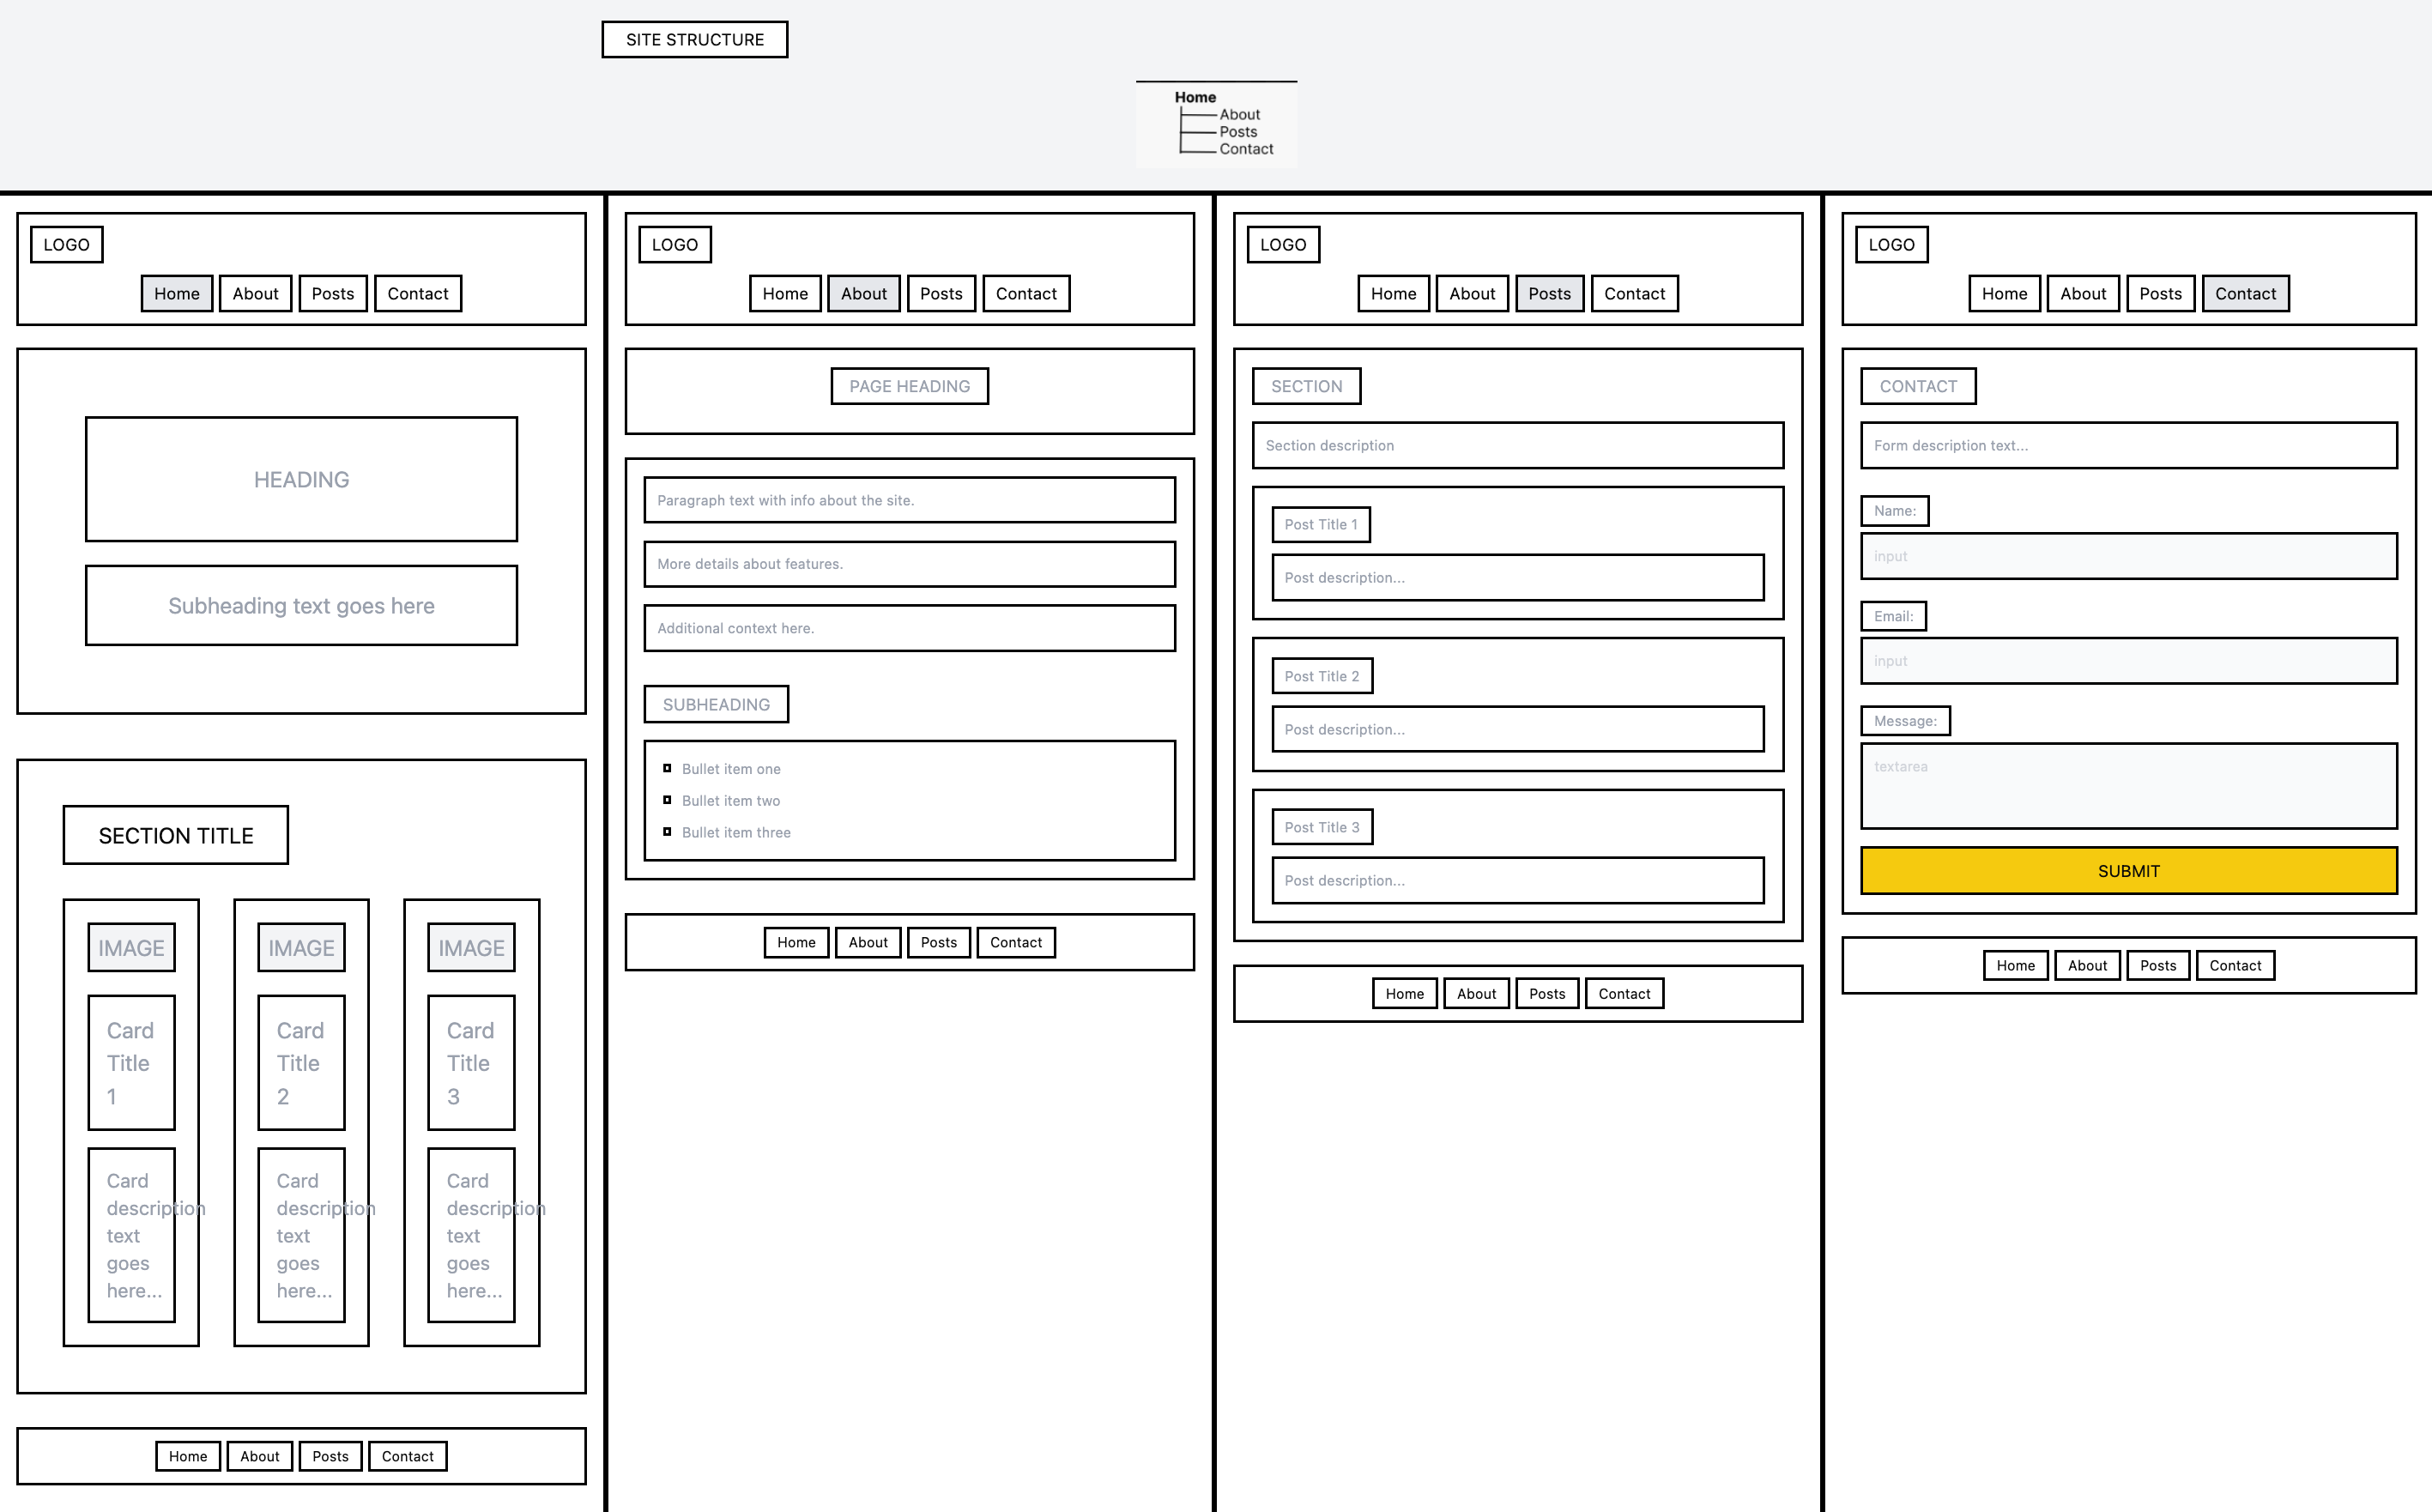 SITE STRUCTURE
Home
About
Posts
Contact
LOGO
Home About Posts Contact
HEADING
Subheading text goes here
SECTION TITLE
IMAGE
Card
Title
1
Card
description
text
goes
here...
IMAGE
Card
Title
2
Card
description
text
goes
here...
IMAGE
Card
Title
3
Card
description
text
goes
here...
Home About Posts Contact
LOGO
Home About Posts Contact
PAGE HEADING
Paragraph text with info about the site.
More details about features.
Additional context here.
SUBHEADING
Bullet item one
Bullet item two
Bullet item three
Home About Posts Contact
LOGO
Home About Posts Contact
SECTION
Section description
Post Title 1
Post description...
Post Title 2
Post description...
Post Title 3
Post description...
Home About Posts Contact
LOGO
Home About Posts Contact
CONTACT
Form description text...
Name:
input
Email:
input
Message:
textarea
SUBMIT
Home About Posts Contact